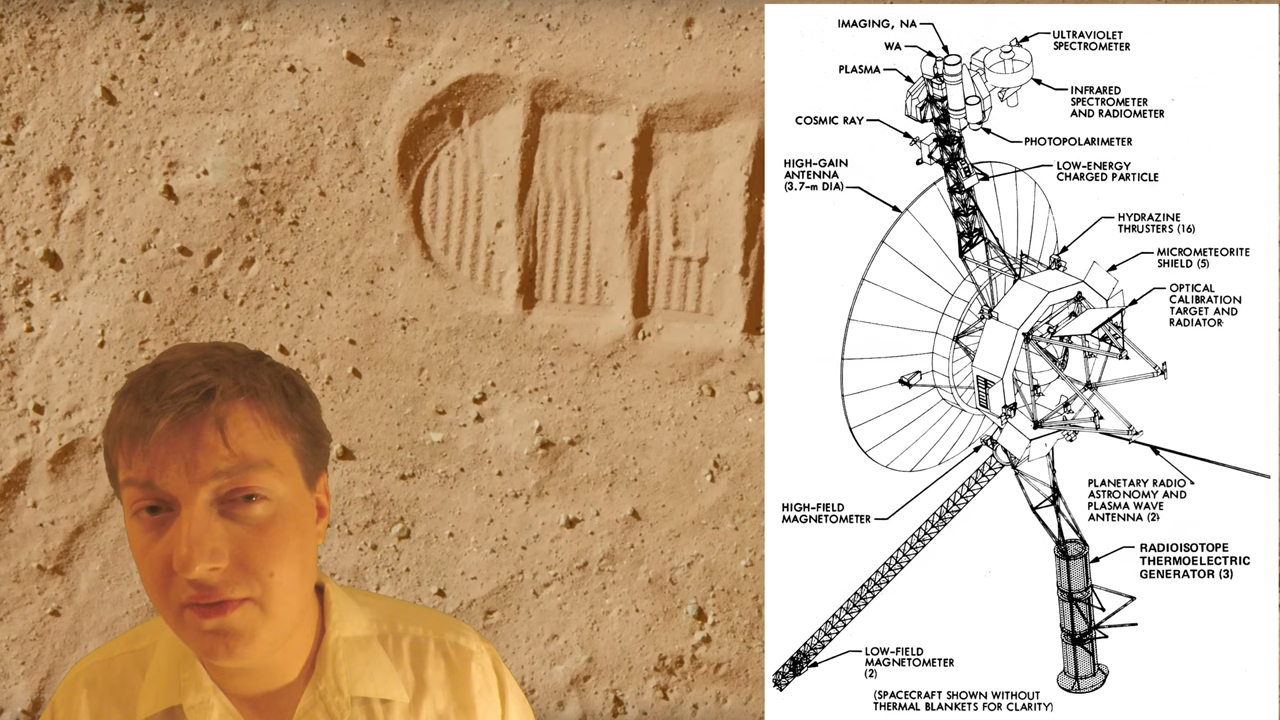 IMAGING, NA
WA
PLASMA
COSMIC RAY
HIGH-GAIN
ANTENNA
(3.7-m DIA)
ULTRAVIOLET
SPECTROMETER
INFRARED
SPECTROMETER
AND RADIOMETER
PHOTOPOLARIMETER
LOW-ENERGY
CHARGED PARTICLE
HYDRAZINE
THRUSTERS (16)
MICROMETEORITE
SHIELD (5)
OPTICAL
CALIBRATION
TARGET AND
RADIATOR
PLANETARY RADIO
ASTRONOMY AND
PLASMA WAVE
ANTENNA (2)
HIGH-FIELD
MAGNETOMETER
RADIOISOTOPE
THERMOELECTRIC
GENERATOR (3)
LOW-FIELD
MAGNETOMETER
(2)
(SPACECRAFT SHOWN WITHOUT
THERMAL BLANKETS FOR CLARITY)